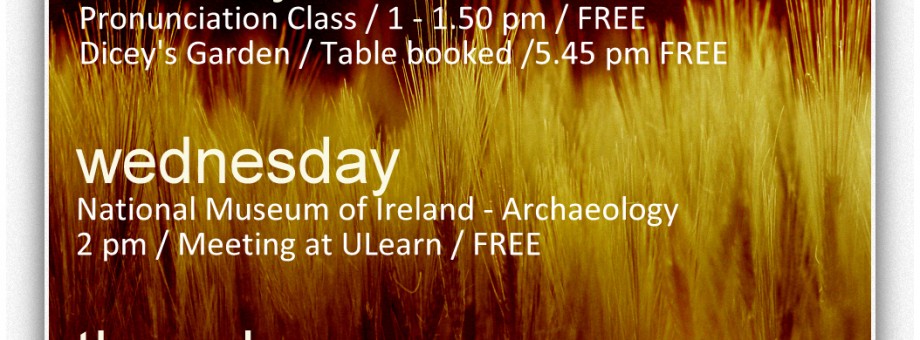 Pronunciation Class / 1 - 1.50 pm / FREE
Dicey's Garden / Table booked /5.45 pm FREE
wednesday
National Museum of Ireland - Archaeology
2 pm / Meeting at ULearn / FREE